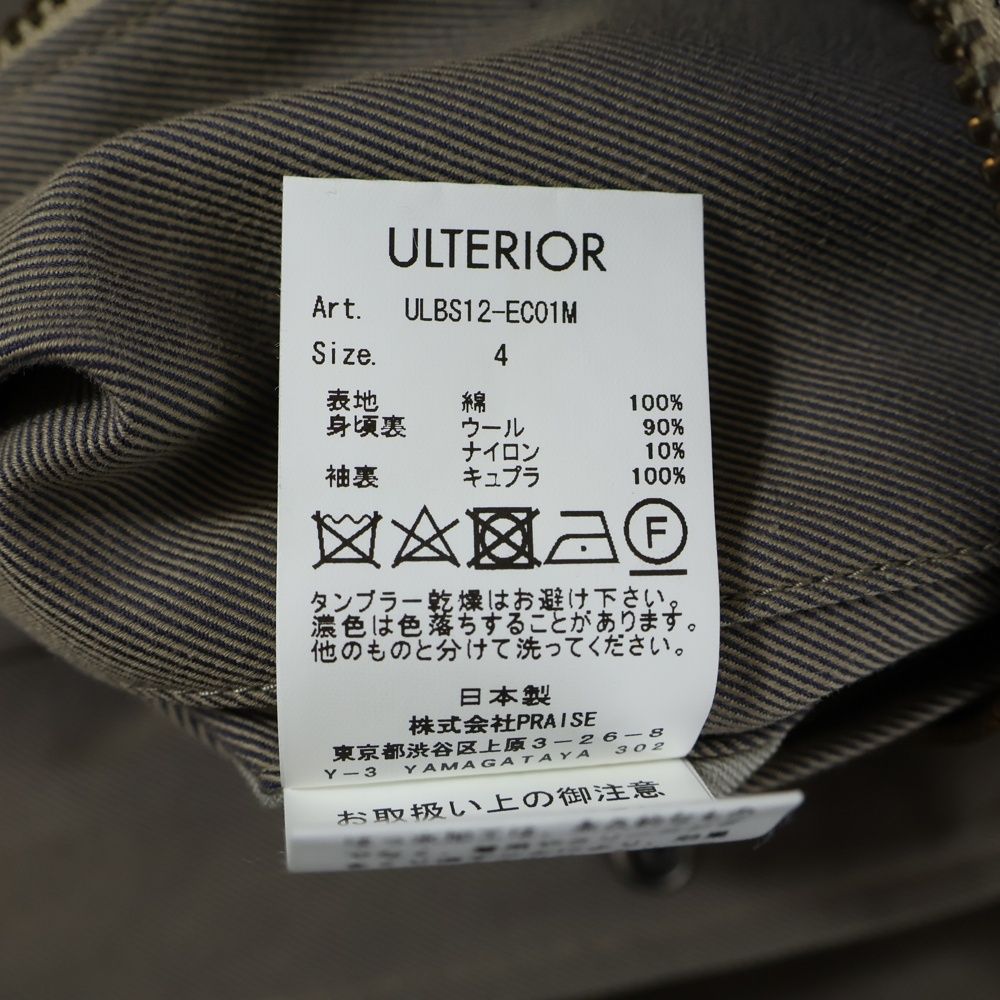 ULTERIOR
Art. ULBS12-EC01M
Size. 4
表地 綿 100%
身頃裏 ウール 90%
ナイロン 10%
袖裏 キュプラ 100%
F
タンブラー乾燥はお避け下さい。
濃色は色落ちすることがあります。
他のものと分けて洗ってください。
日本製
株式会社PRAISE
東京都渋谷区上原3-26-8
Y-3 YAMAGATAYA 302
お取扱い上の御注意